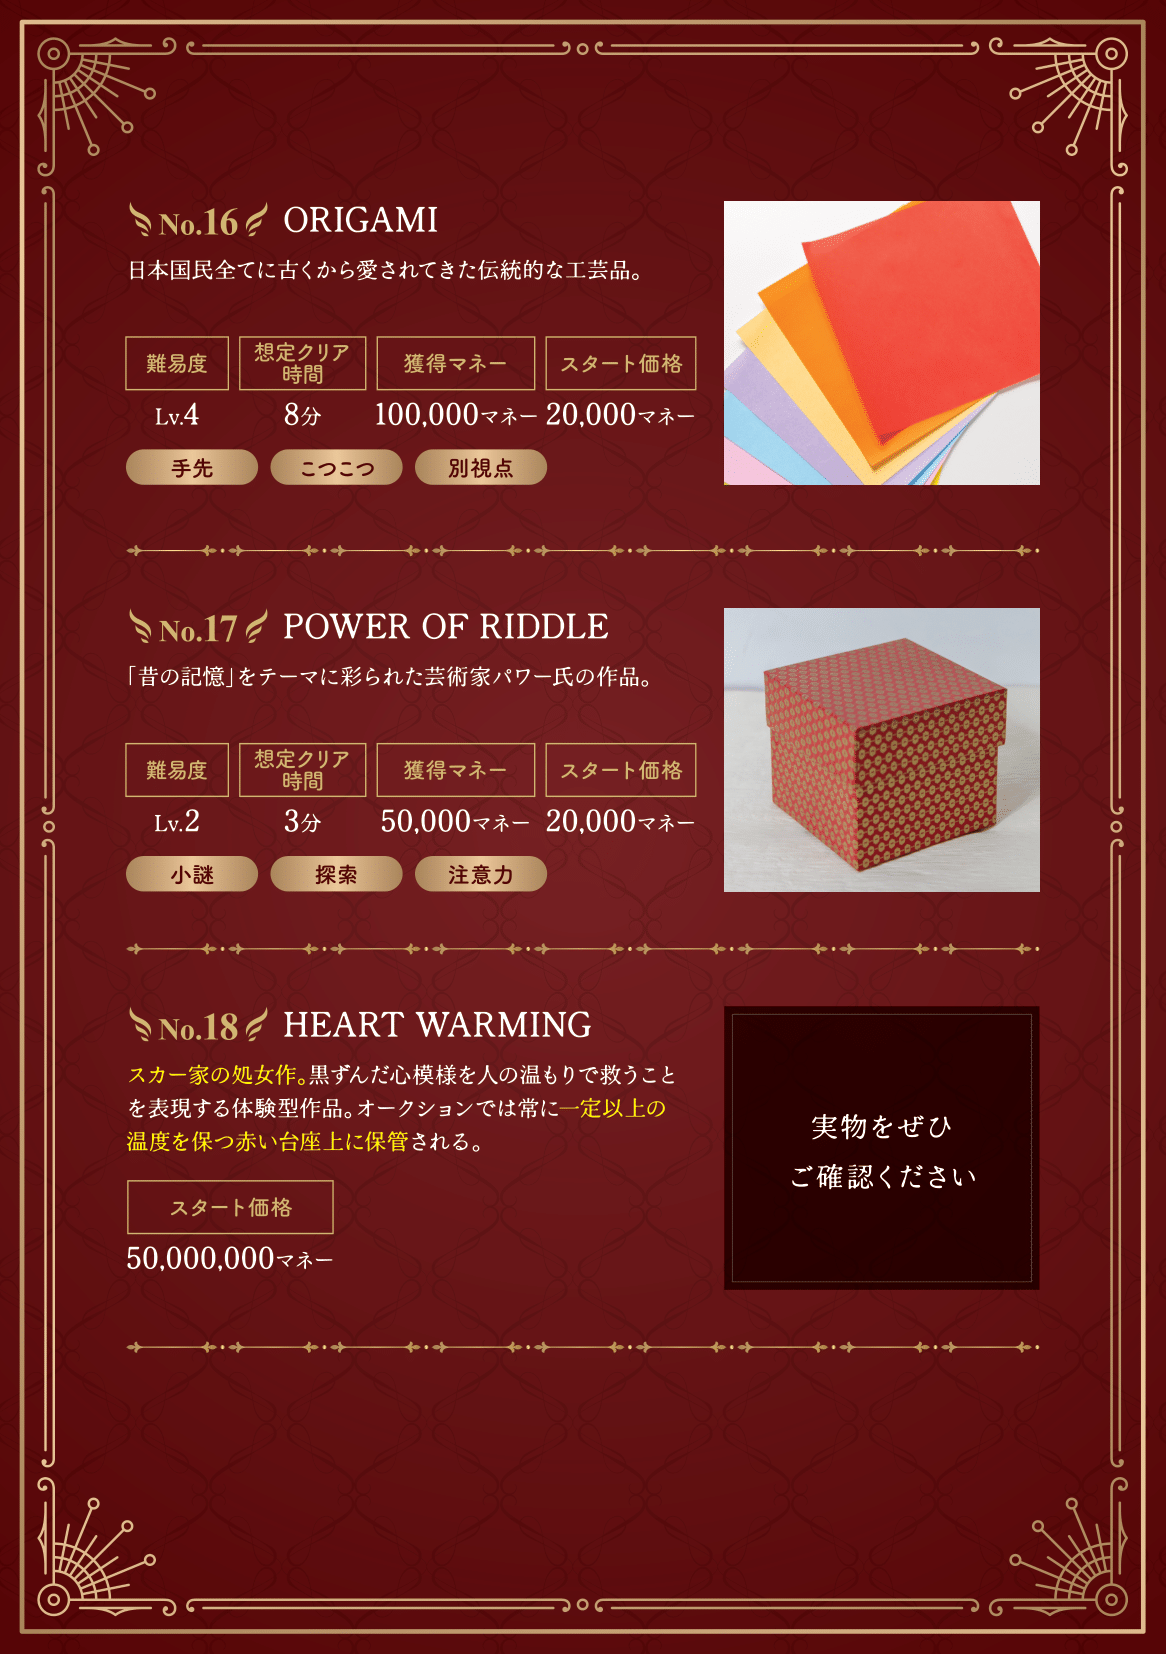 No.16 ORIGAMI
日本国民全てに古くから愛されてきた伝統的な工芸品。
難易度
想定クリア
時間
獲得マネー
スタート価格
Lv.4
8分
100,000マネー
20,000マネー
手先
こつこつ
別視点
No.17 POWER OF RIDDLE
「昔の記憶」をテーマに彩られた芸術家パワー氏の作品。
難易度
想定クリア
時間
獲得マネー
スタート価格
Lv.2
3分
50,000マネー
20,000マネー
小謎
探索
注意力
No.18 HEART WARMING
スカー家の処女作。黒ずんだ心模様を人の温もりで救うこと
を表現する体験型作品。オークションでは常に一定以上の
温度を保つ赤い台座上に保管される。
スタート価格
50,000,000マネー
実物をぜひ
ご確認ください